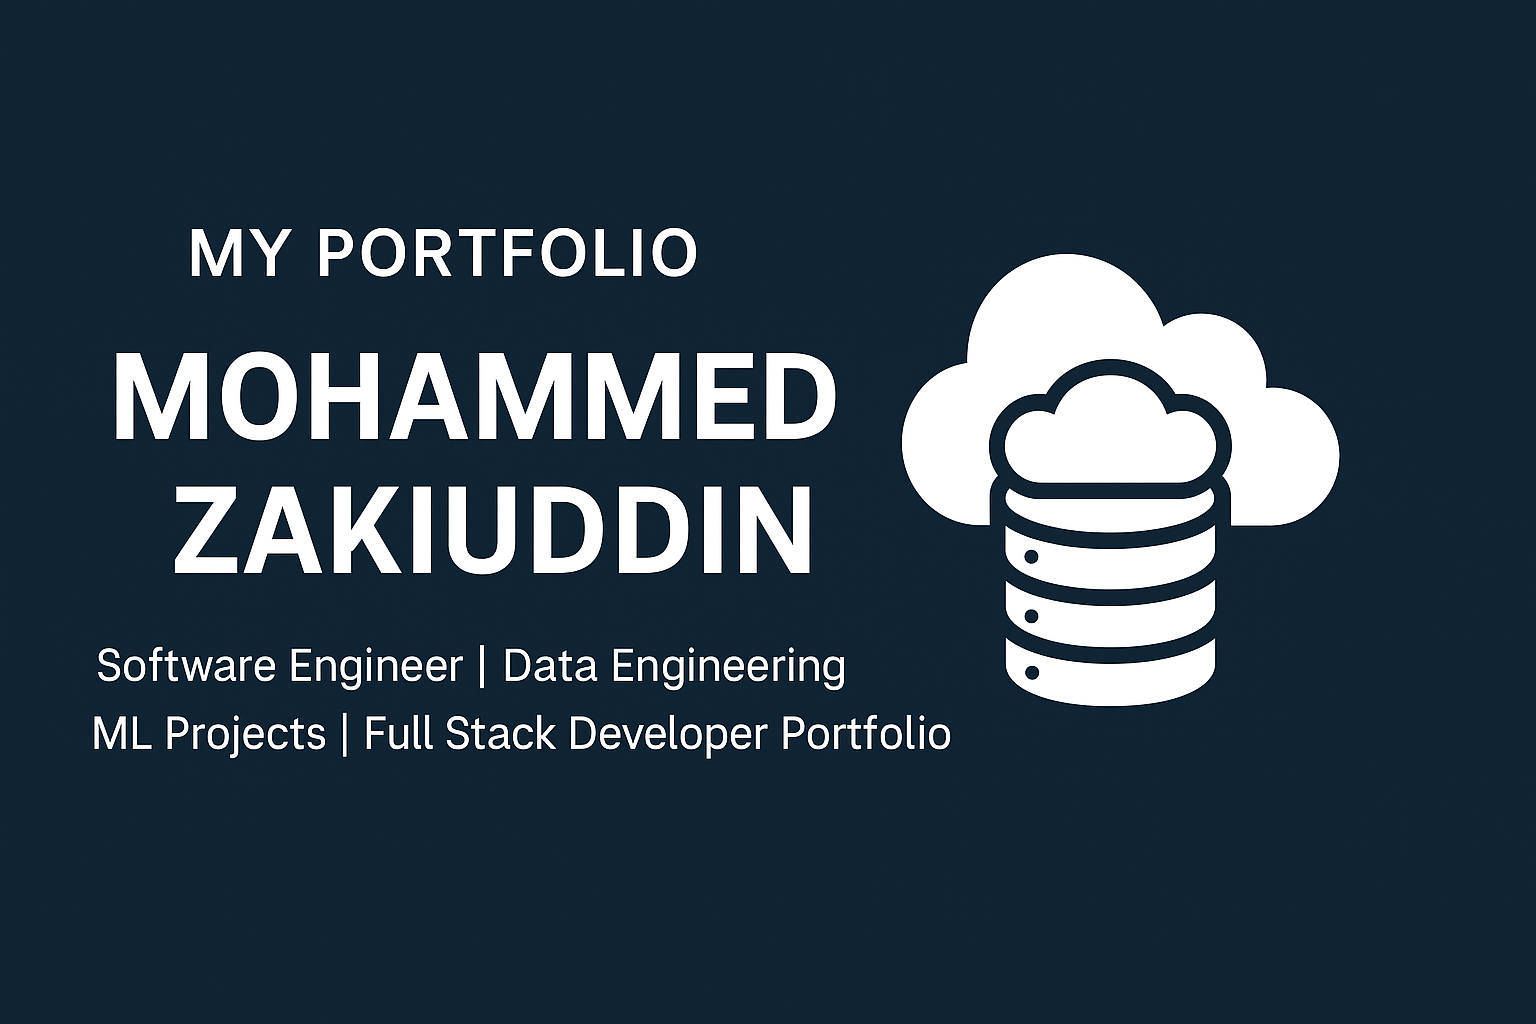 MY PORTFOLIO
MOHAMMED
ZAKIUDDIN
Software Engineer | Data Engineering
ML Projects | Full Stack Developer Portfolio